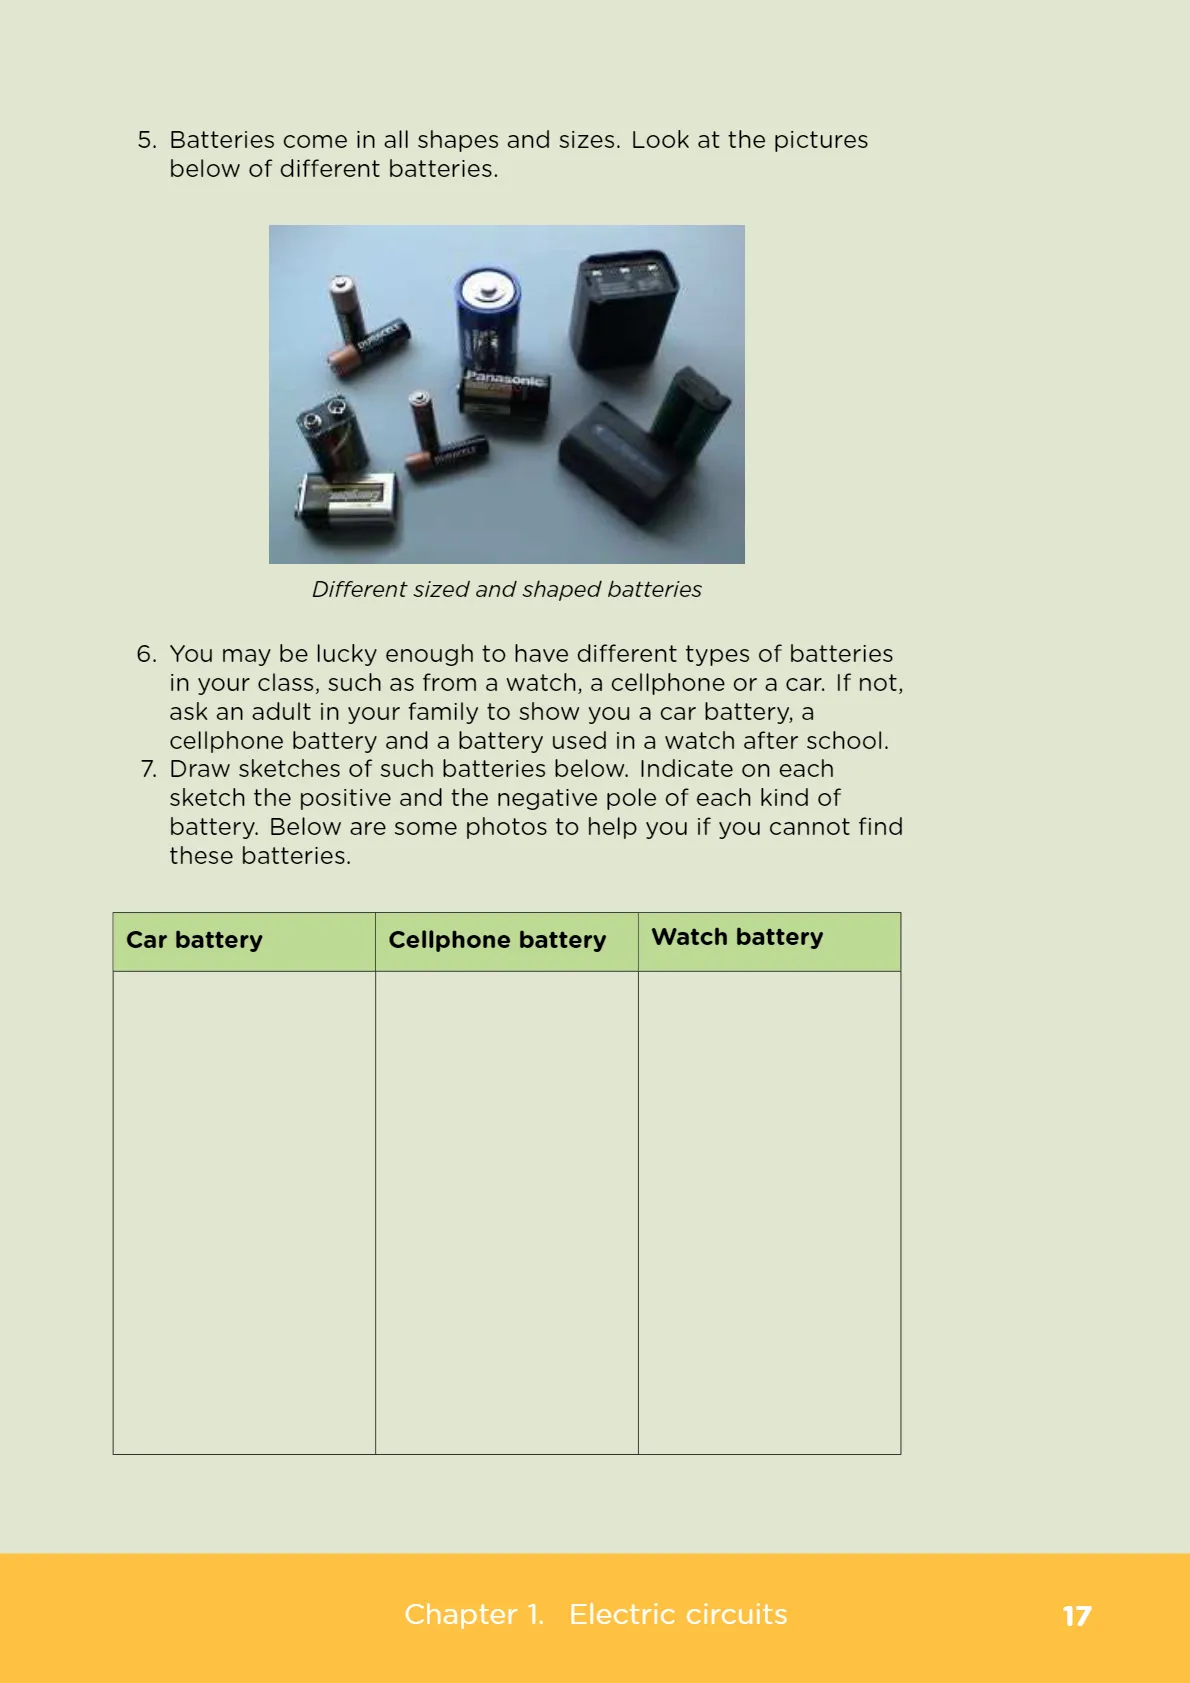 5. Batteries come in all shapes and sizes. Look at the pictures
below of different batteries.
DURACELL
Panasonic
DURACELL
Energizer
Different sized and shaped batteries
6. You may be lucky enough to have different types of batteries
in your class, such as from a watch, a cellphone or a car. If not,
ask an adult in your family to show you a car battery, a
cellphone battery and a battery used in a watch after school.
7. Draw sketches of such batteries below. Indicate on each
sketch the positive and the negative pole of each kind of
battery. Below are some photos to help you if you cannot find
these batteries.
Car battery
Cellphone battery
Watch battery
Chapter 1. Electric circuits
17